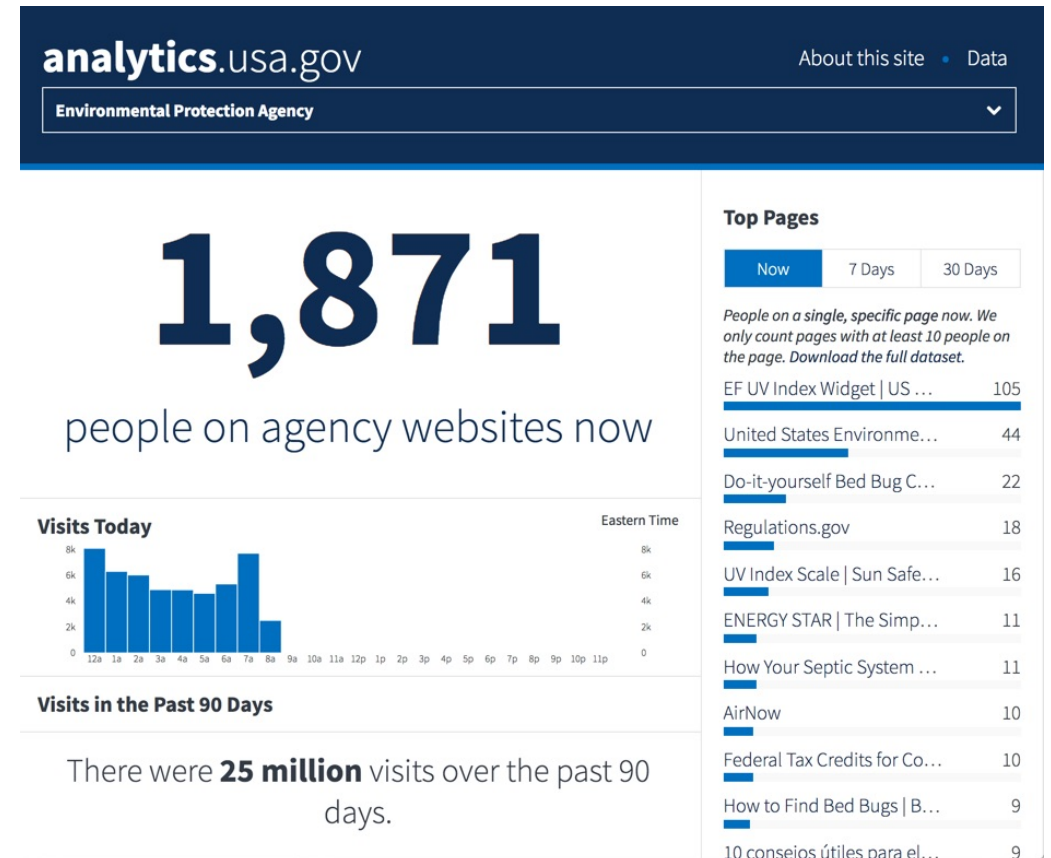 analytics.usa.gov
About this site • Data
Environmental Protection Agency
1,871
people on agency websites now
Visits Today
Eastern Time
8k
6k
4k
2k
0
8k
6k
4k
2k
0
12a 1a 2a 3a 4a 5a 6a 7a 8a 9a 10a 11a 12p 1p 2p 3p 4p 5p 6p 7p 8p 9p 10p 11p
Visits in the Past 90 Days
There were 25 million visits over the past 90
days.
Top Pages
Now 7 Days 30 Days
People on a single, specific page now. We
only count pages with at least 10 people on
the page. Download the full dataset.
EF UV Index Widget | US ... 105
United States Environme... 44
Do-it-yourself Bed Bug C... 22
Regulations.gov 18
UV Index Scale | Sun Safe... 16
ENERGY STAR | The Simp... 11
How Your Septic System ... 11
AirNow 10
Federal Tax Credits for Co... 10
How to Find Bed Bugs | B... 9
10 consejos útiles para el... 9